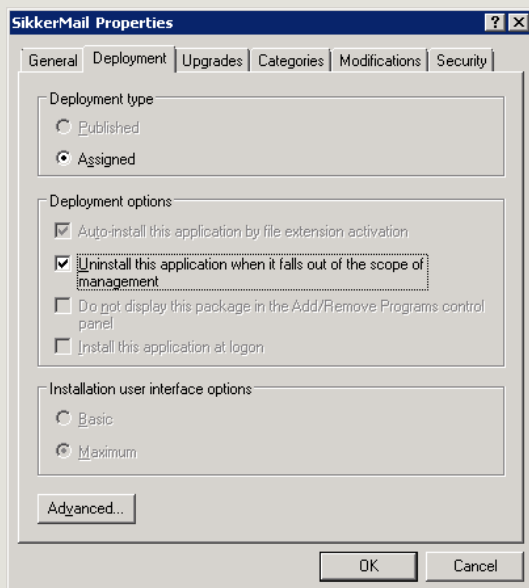 SikkerMail Properties
General Deployment Upgrades Categories Modifications Security
Deployment type
Published
Assigned
Deployment options
Auto-install this application by file extension activation
Uninstall this application when it falls out of the scope of
management
Do not display this package in the Add/Remove Programs control
panel
Install this application at logon
Installation user interface options
Basic
Maximum
Advanced...
OK Cancel